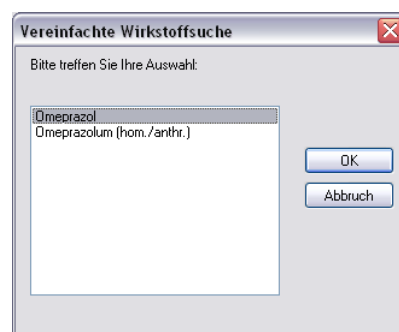 Vereinfachte Wirkstoffsuche
Bitte treffen Sie Ihre Auswahl:
Omeprazol
Omeprazolum (hom./anthr.)
OK
Abbruch